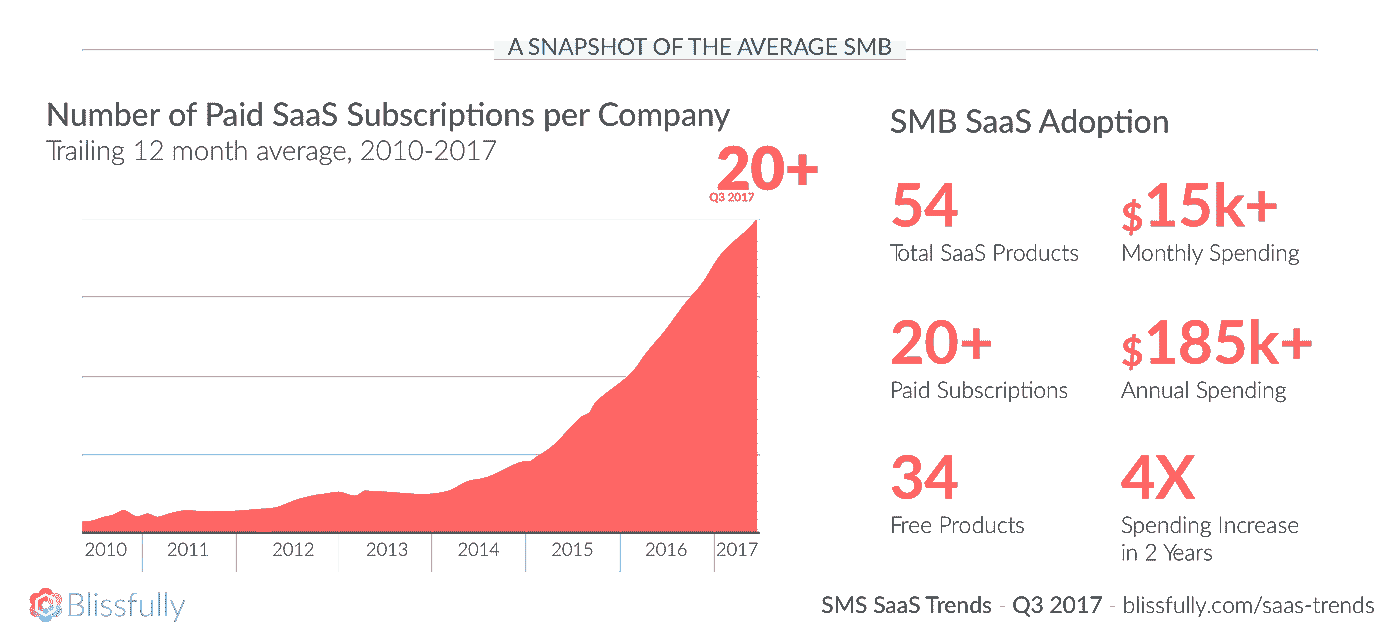 A SNAPSHOT OF THE AVERAGE SMB
Number of Paid SaaS Subscriptions per Company
Trailing 12 month average, 2010-2017
20+
Q3 2017
2010 2011 2012 2013 2014 2015 2016 2017
SMB SaaS Adoption
54 $15k+
Total SaaS Products Monthly Spending
20+ $185k+
Paid Subscriptions Annual Spending
34 4X
Free Products Spending Increase
in 2 Years
Blissfully
SMS SaaS Trends - Q3 2017 - blissfully.com/saas-trends